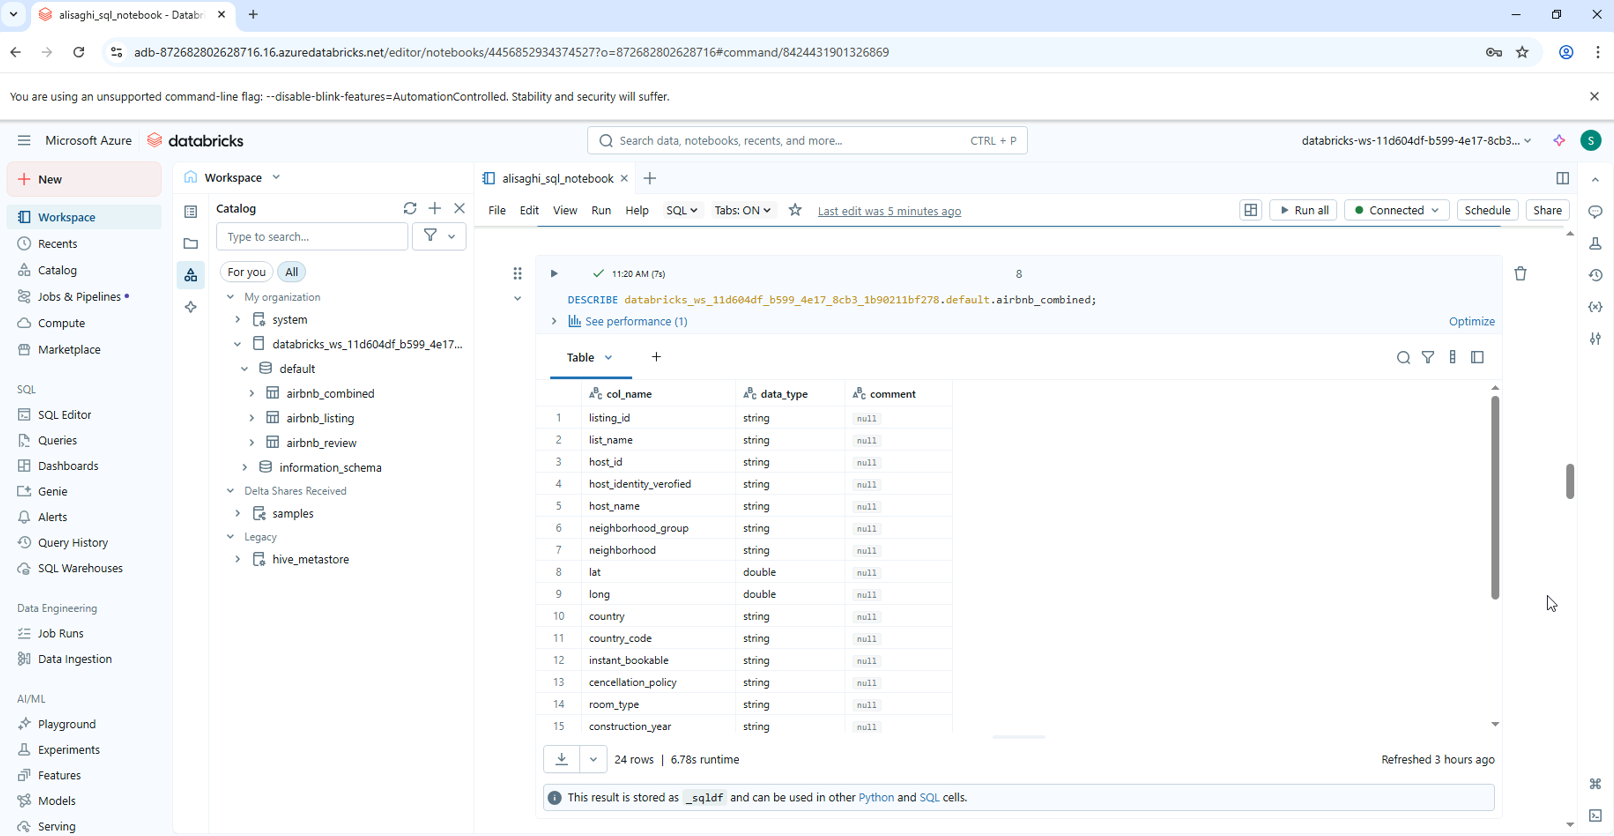 alisaghi_sql_notebook - Databri
adb-872682802628716.16.azuredatabricks.net/editor/notebooks/4456852934374527?o=872682802628716#command/8424431901326869
You are using an unsupported command-line flag: --disable-blink-features=AutomationControlled. Stability and security will suffer.
Microsoft Azure databricks
Search data, notebooks, recents, and more... CTRL + P
databricks-ws-11d604df-b599-4e17-8cb3... S
New
Workspace
Recents
Catalog
Jobs & Pipelines
Compute
Marketplace
SQL
SQL Editor
Queries
Dashboards
Genie
Alerts
Query History
SQL Warehouses
Data Engineering
Job Runs
Data Ingestion
AI/ML
Playground
Experiments
Features
Models
Serving
Workspace
Catalog
Type to search...
For you All
My organization
system
databricks_ws_11d604df_b599_4e17...
default
airbnb_combined
airbnb_listing
airbnb_review
information_schema
Delta Shares Received
samples
Legacy
hive_metastore
alisaghi_sql_notebook
File Edit View Run Help SQL Tabs: ON Last edit was 5 minutes ago Run all Connected Schedule Share
11:20 AM (7s) 8
DESCRIBE databricks_ws_11d604df_b599_4e17_8cb3_1b90211bf278.default.airbnb_combined;
See performance (1) Optimize
Table
col_name data_type comment
1 listing_id string null
2 list_name string null
3 host_id string null
4 host_identity_verofied string null
5 host_name string null
6 neighborhood_group string null
7 neighborhood string null
8 lat double null
9 long double null
10 country string null
11 country_code string null
12 instant_bookable string null
13 cencellation_policy string null
14 room_type string null
15 construction_year string null
24 rows | 6.78s runtime Refreshed 3 hours ago
This result is stored as _sqldf and can be used in other Python and SQL cells.